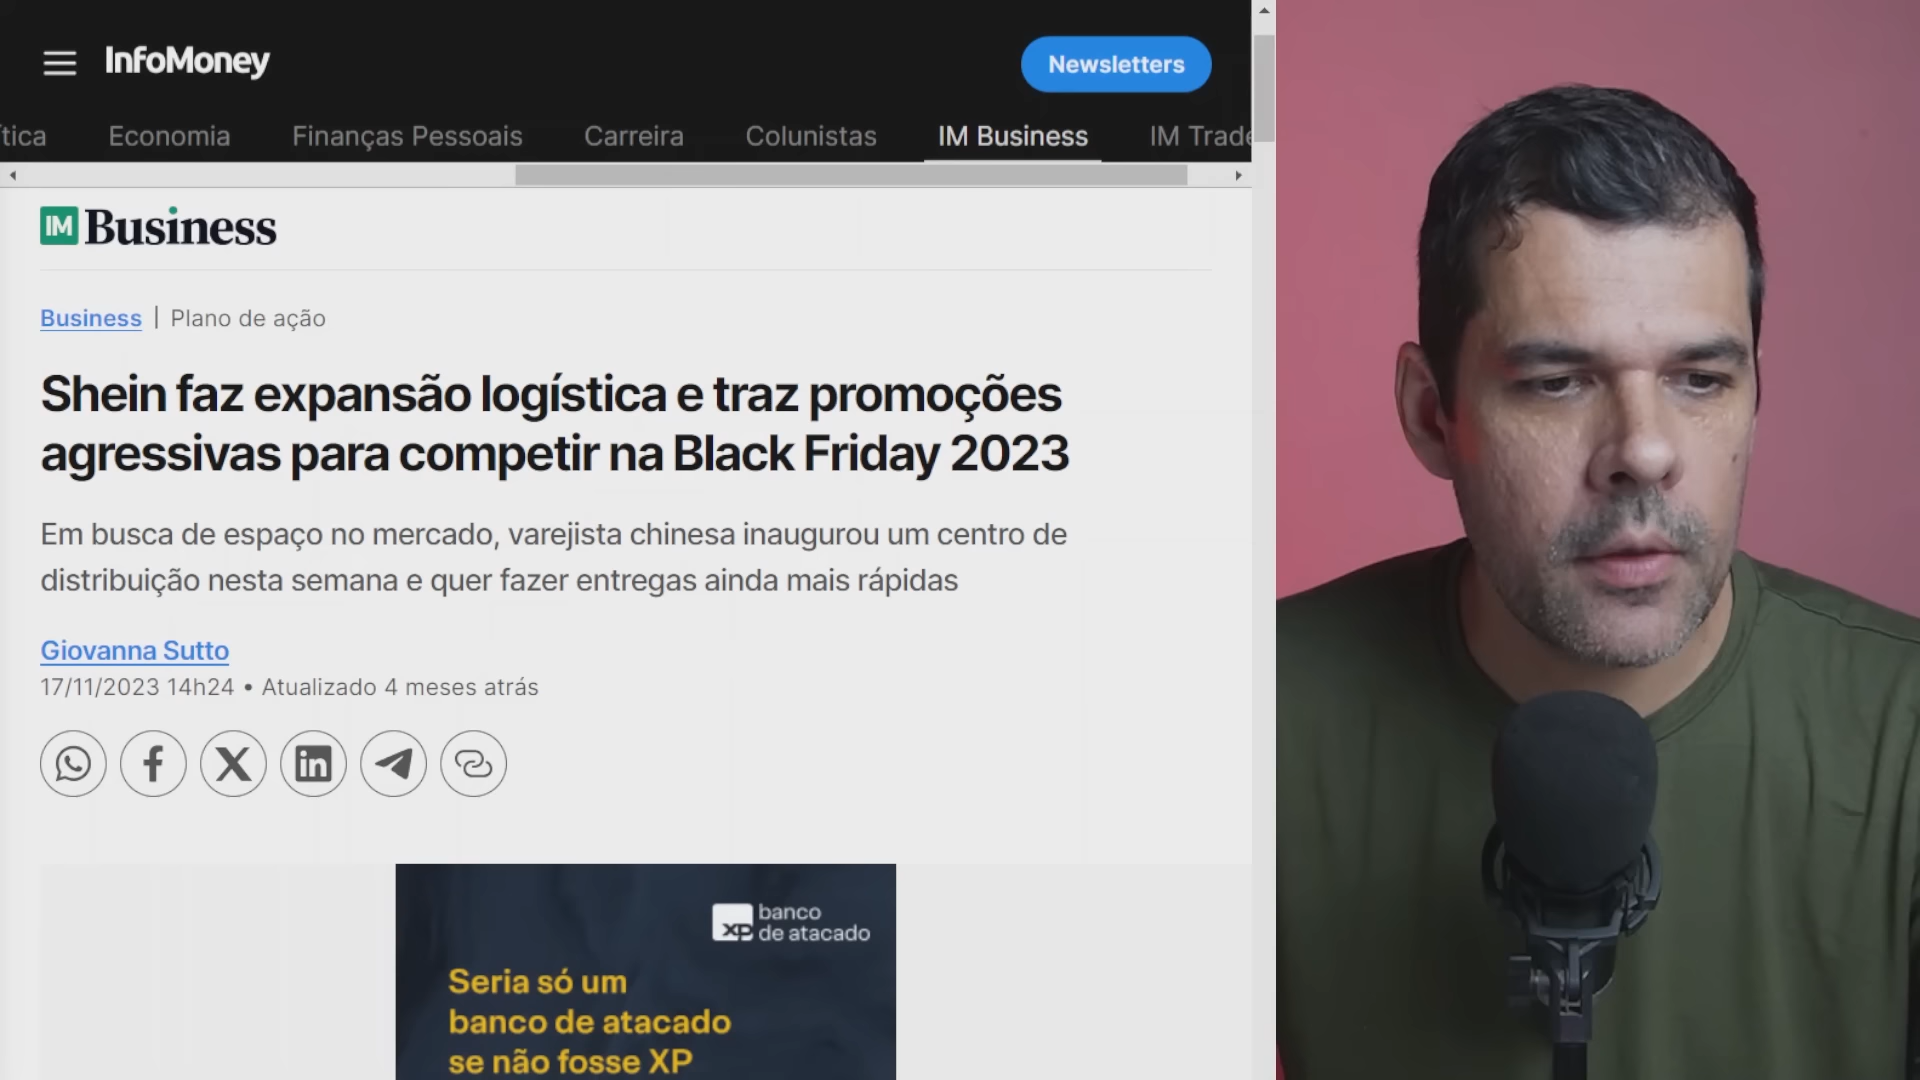 InfoMoney
Newsletters
tica Economia Finanças Pessoais Carreira Colunistas IM Business IM Trade
IM Business
Business | Plano de ação
Shein faz expansão logística e traz promoções
agressivas para competir na Black Friday 2023
Em busca de espaço no mercado, varejista chinesa inaugurou um centro de
distribuição nesta semana e quer fazer entregas ainda mais rápidas
Giovanna Sutto
17/11/2023 14h24 • Atualizado 4 meses atrás
xp banco
de atacado
Seria só um
banco de atacado
se não fosse XP